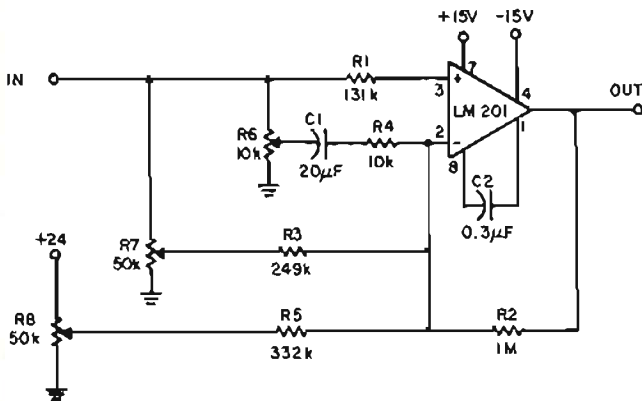 +15V
-15V
IN
R1
131k
3
+
7
4
LM 201
OUT
R6
10k
C1
20µF
R4
10k
2
-
8
1
C2
0.3µF
+24
R7
50k
R3
249k
R8
50k
R5
332k
R2
1M